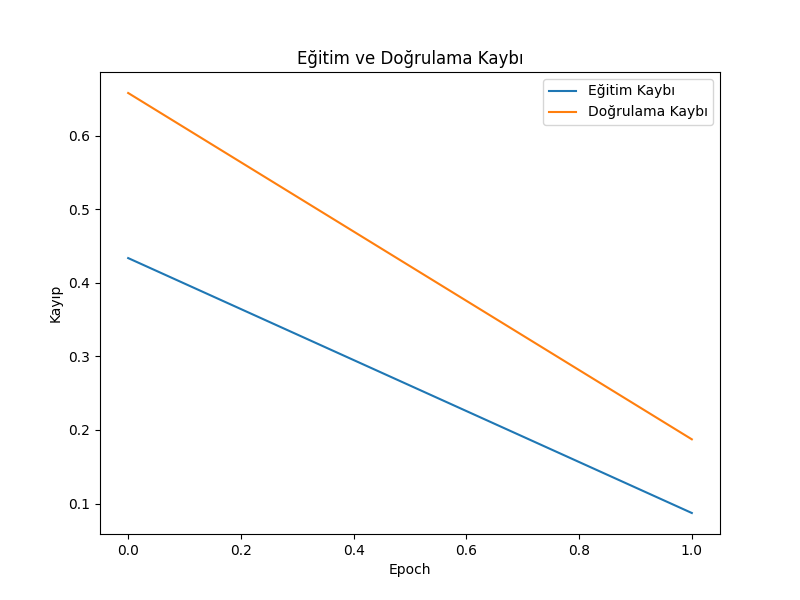 Eğitim ve Doğrulama Kaybı
Eğitim Kaybı
Doğrulama Kaybı
0.6
0.5
0.4
0.3
0.2
0.1
Kayıp
0.0 0.2 0.4 0.6 0.8 1.0
Epoch